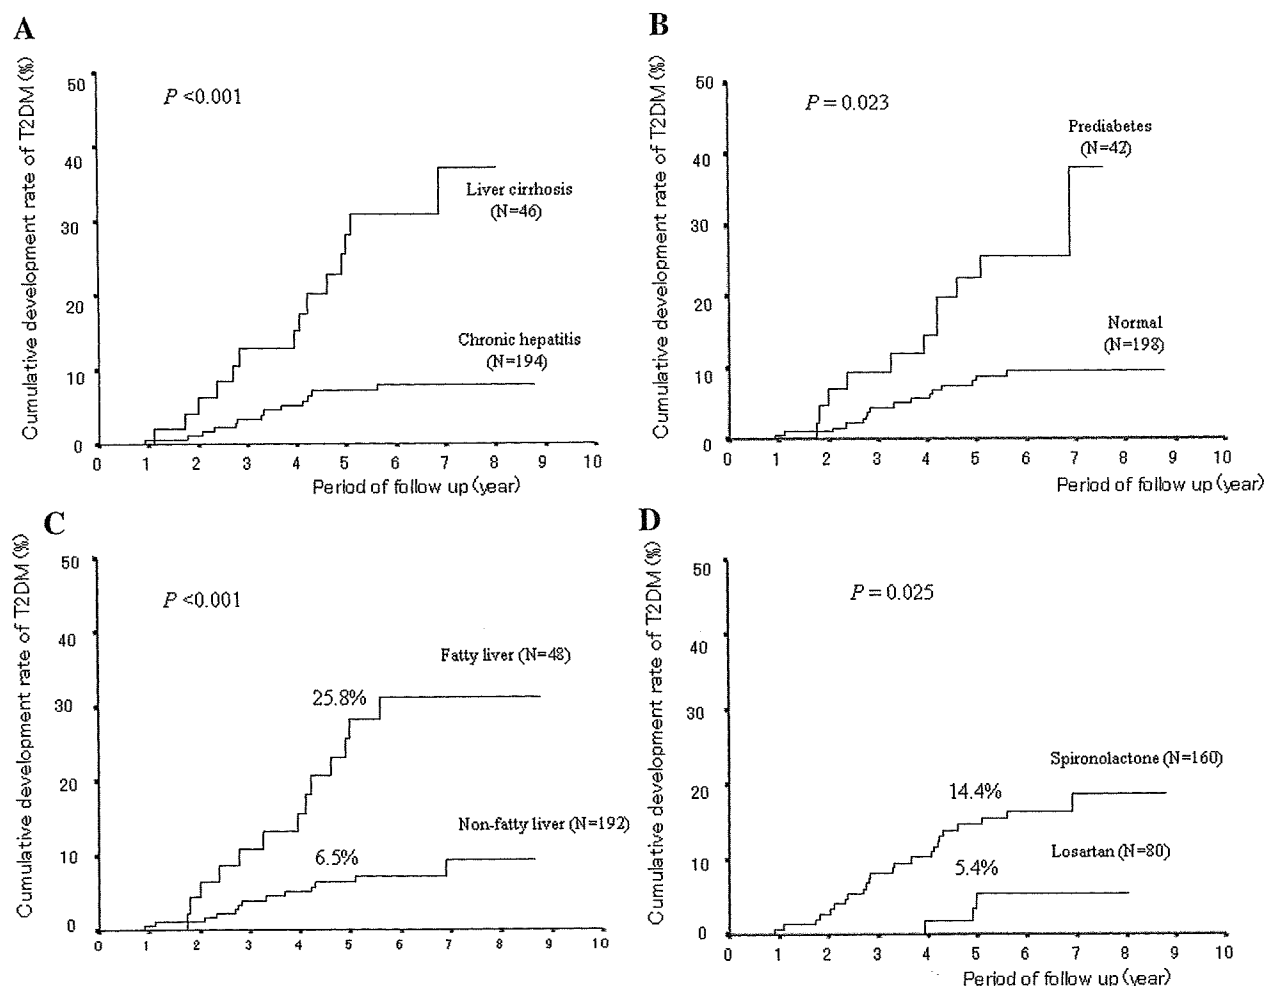 A
Cumulative development rate of T2DM (%)
50
40
30
20
10
0
P <0.001
Liver cirrhosis
(N=46)
Chronic hepatitis
(N=194)
0 1 2 3 4 5 6 7 8 9 10
Period of follow up (year)
B
Cumulative development rate of T2DM (%)
50
40
30
20
10
0
P = 0.023
Prediabetes
(N=42)
Normal
(N=198)
0 1 2 3 4 5 6 7 8 9 10
Period of follow up (year)
C
Cumulative development rate of T2DM (%)
50
40
30
20
10
0
P <0.001
Fatty liver (N=48)
25.8%
Non-fatty liver (N=192)
6.5%
0 1 2 3 4 5 6 7 8 9 10
D
Cumulative development rate of T2DM (%)
50
40
30
20
10
0
P = 0.025
Spironolactone (N=160)
14.4%
Losartan (N=80)
5.4%
0 1 2 3 4 5 6 7 8 9 10
Period of follow up (year)